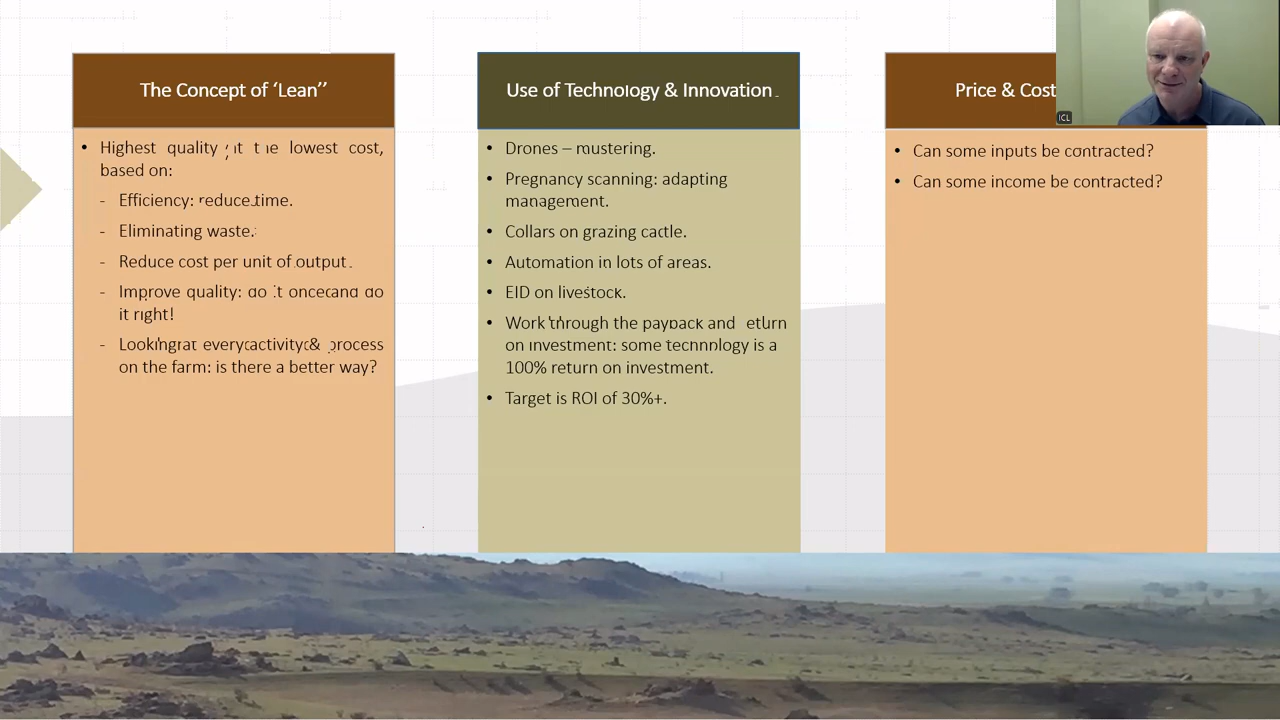 The Concept of ‘Lean’’
Highest quality at the lowest cost,
based on:
- Efficiency: reduce time.
- Eliminating waste.
- Reduce cost per unit of output.
- Improve quality: do it once and do
it right!
- Looking at every activity & process
on the farm: is there a better way?
Use of Technology & Innovation
• Drones – mustering.
• Pregnancy scanning: adapting
management.
• Collars on grazing cattle.
• Automation in lots of areas.
• EID on livestock.
• Work through the payback and return
on investment: some technology is a
100% return on investment.
• Target is ROI of 30%+.
Price & Cost
• Can some inputs be contracted?
• Can some income be contracted?
ICL